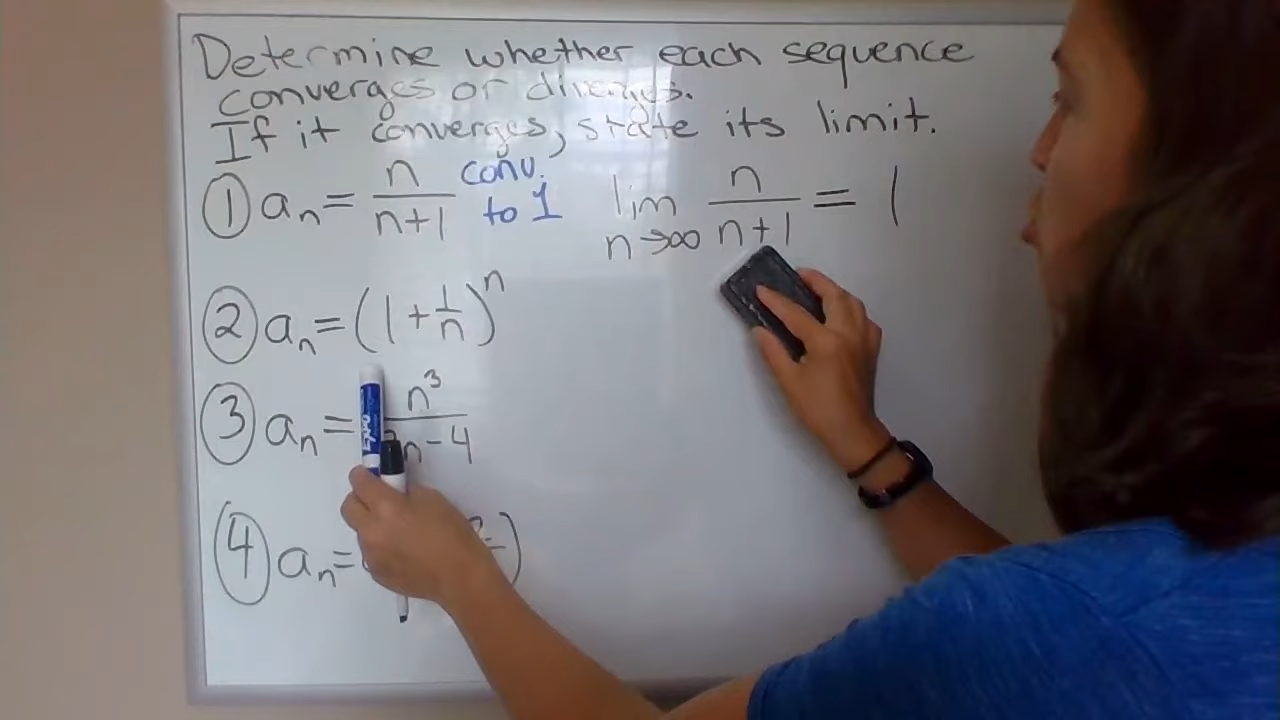 Determine whether each sequence
converges or diverges.
If it converges, state its limit.
① aₙ = n/(n+1) conv. to 1
lim n→∞ n/(n+1) = 1
② aₙ = (1 + 1/n)ⁿ
③ aₙ = n³/ n-4
④ aₙ =
EXPO